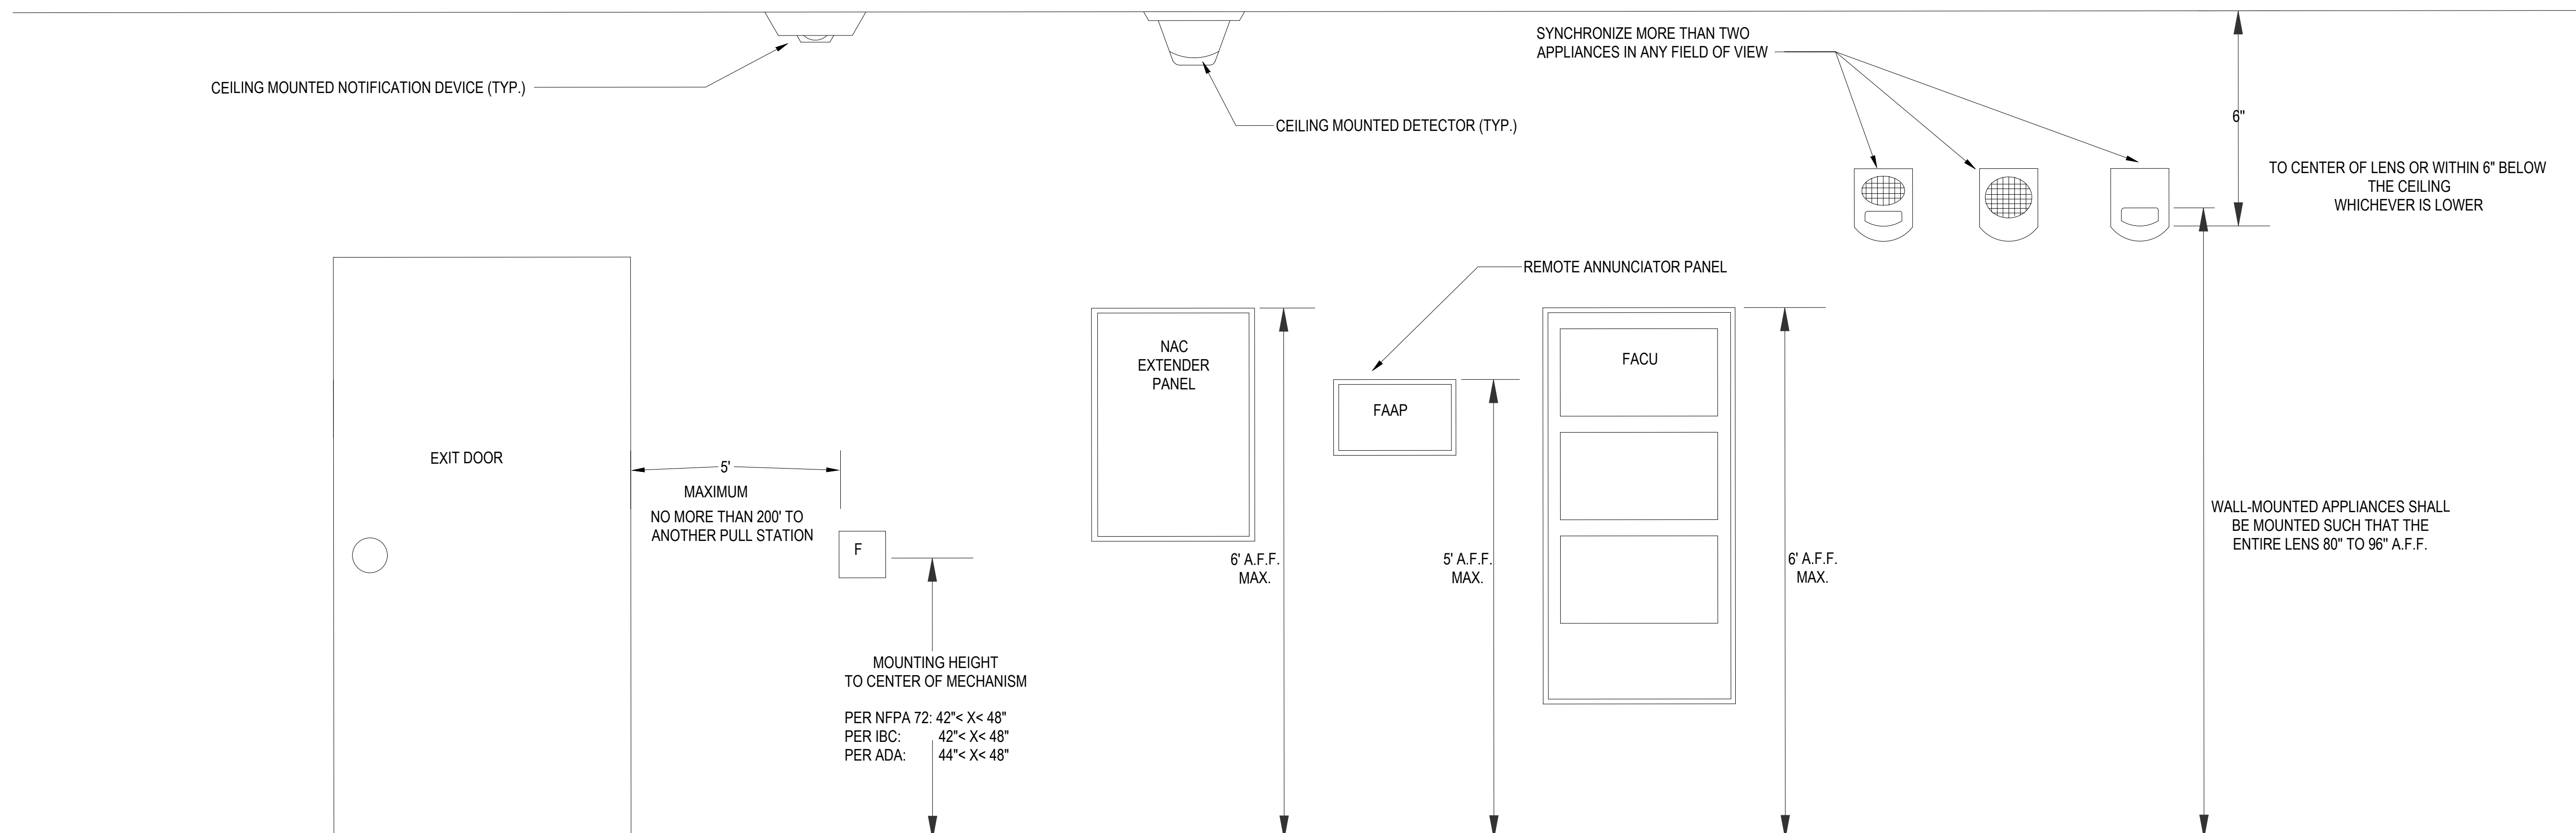 SYNCHRONIZE MORE THAN TWO
APPLIANCES IN ANY FIELD OF VIEW
CEILING MOUNTED NOTIFICATION DEVICE (TYP.)
CEILING MOUNTED DETECTOR (TYP.)
6"
TO CENTER OF LENS OR WITHIN 6" BELOW
THE CEILING
WHICHEVER IS LOWER
REMOTE ANNUNCIATOR PANEL
NAC
EXTENDER
PANEL
FACU
FAAP
EXIT DOOR
5'
MAXIMUM
NO MORE THAN 200' TO
ANOTHER PULL STATION
F
6' A.F.F.
MAX.
5' A.F.F.
MAX.
6' A.F.F.
MAX.
WALL-MOUNTED APPLIANCES SHALL
BE MOUNTED SUCH THAT THE
ENTIRE LENS 80" TO 96" A.F.F.
MOUNTING HEIGHT
TO CENTER OF MECHANISM
PER NFPA 72: 42"< X< 48"
PER IBC: 42"< X< 48"
PER ADA: 44"< X< 48"